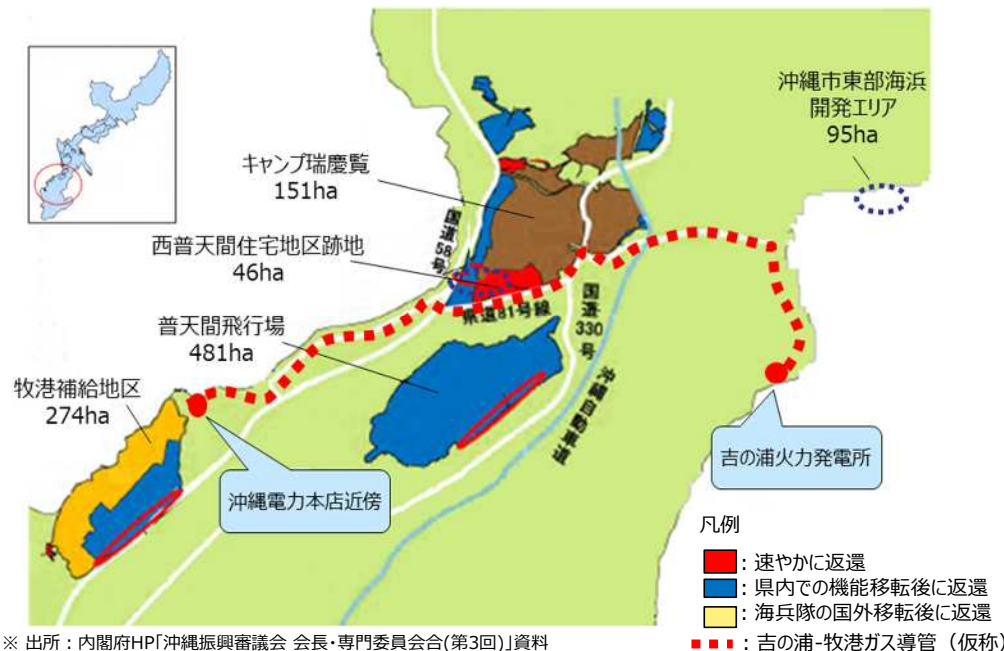 沖縄市東部海浜
開発エリア
95ha
キャンプ瑞慶覧
151ha
国道58号
西普天間住宅地区跡地
46ha
県道81号線
国道330号
普天間飛行場
481ha
沖縄自動車道
牧港補給地区
274ha
吉の浦火力発電所
沖縄電力本店近傍
凡例
：速やかに返還
：県内での機能移転後に返還
：海兵隊の国外移転後に返還
：吉の浦-牧港ガス導管（仮称）
※ 出所：内閣府HP｢沖縄振興審議会 会長･専門委員会合(第3回)｣資料